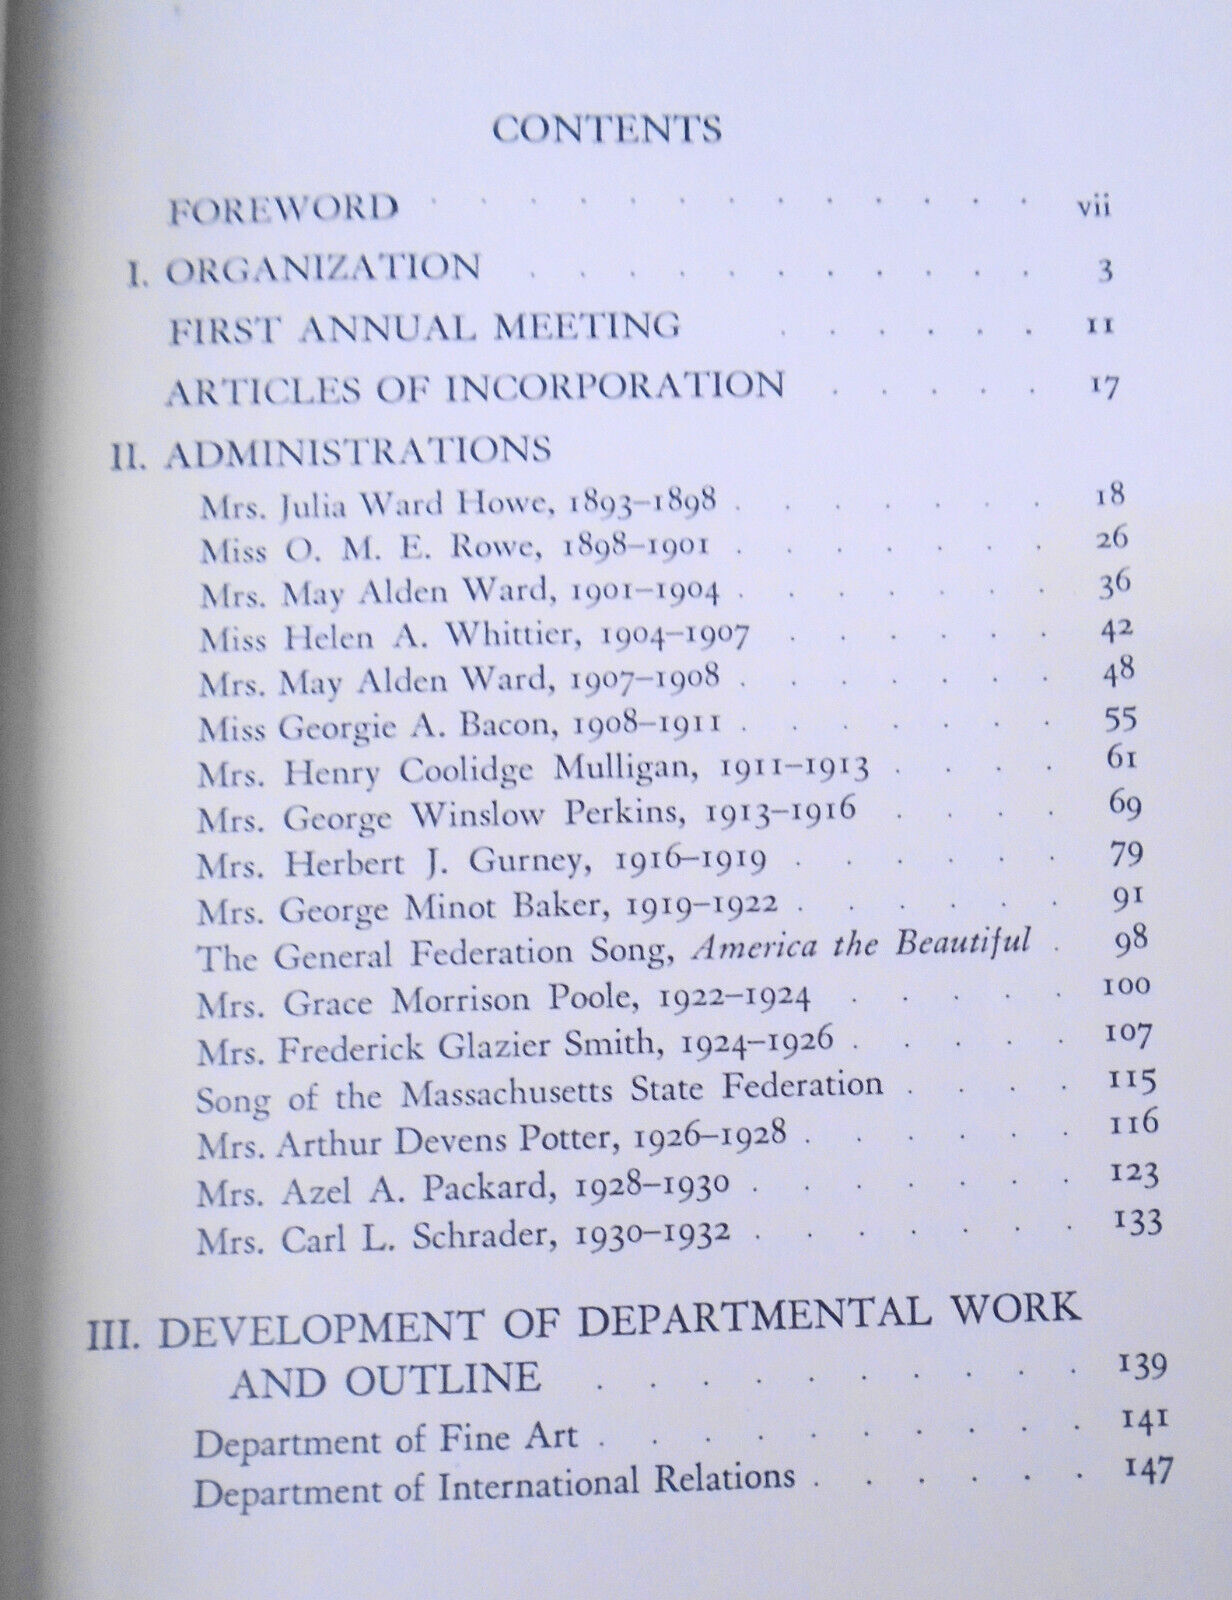 CONTENTS
FOREWORD . . . . . . . . . . . . . vii
I. ORGANIZATION . . . . . . . . . . . 3
FIRST ANNUAL MEETING . . . . . . 11
ARTICLES OF INCORPORATION . . . . . 17
II. ADMINISTRATIONS
Mrs. Julia Ward Howe, 1893–1898 . . . . . . . 18
Miss O. M. E. Rowe, 1898–1901 . . . . . . . 26
Mrs. May Alden Ward, 1901–1904 . . . . . . . 36
Miss Helen A. Whittier, 1904–1907 . . . . . . 42
Mrs. May Alden Ward, 1907–1908 . . . . . . . 48
Miss Georgie A. Bacon, 1908–1911 . . . . . . . 55
Mrs. Henry Coolidge Mulligan, 1911–1913 . . . . 61
Mrs. George Winslow Perkins, 1913–1916 . . . . 69
Mrs. Herbert J. Gurney, 1916–1919 . . . . . . 79
Mrs. George Minot Baker, 1919–1922 . . . . . . 91
The General Federation Song, America the Beautiful . 98
Mrs. Grace Morrison Poole, 1922–1924 . . . . . 100
Mrs. Frederick Glazier Smith, 1924–1926 . . . . . 107
Song of the Massachusetts State Federation . . . . 115
Mrs. Arthur Devens Potter, 1926–1928 . . . . . . 116
Mrs. Azel A. Packard, 1928–1930 . . . . . . . 123
Mrs. Carl L. Schrader, 1930–1932 . . . . . . . 133
III. DEVELOPMENT OF DEPARTMENTAL WORK
AND OUTLINE . . . . . . . . . . 139
Department of Fine Art . . . . . . . . . . 141
Department of International Relations . . . . . . 147